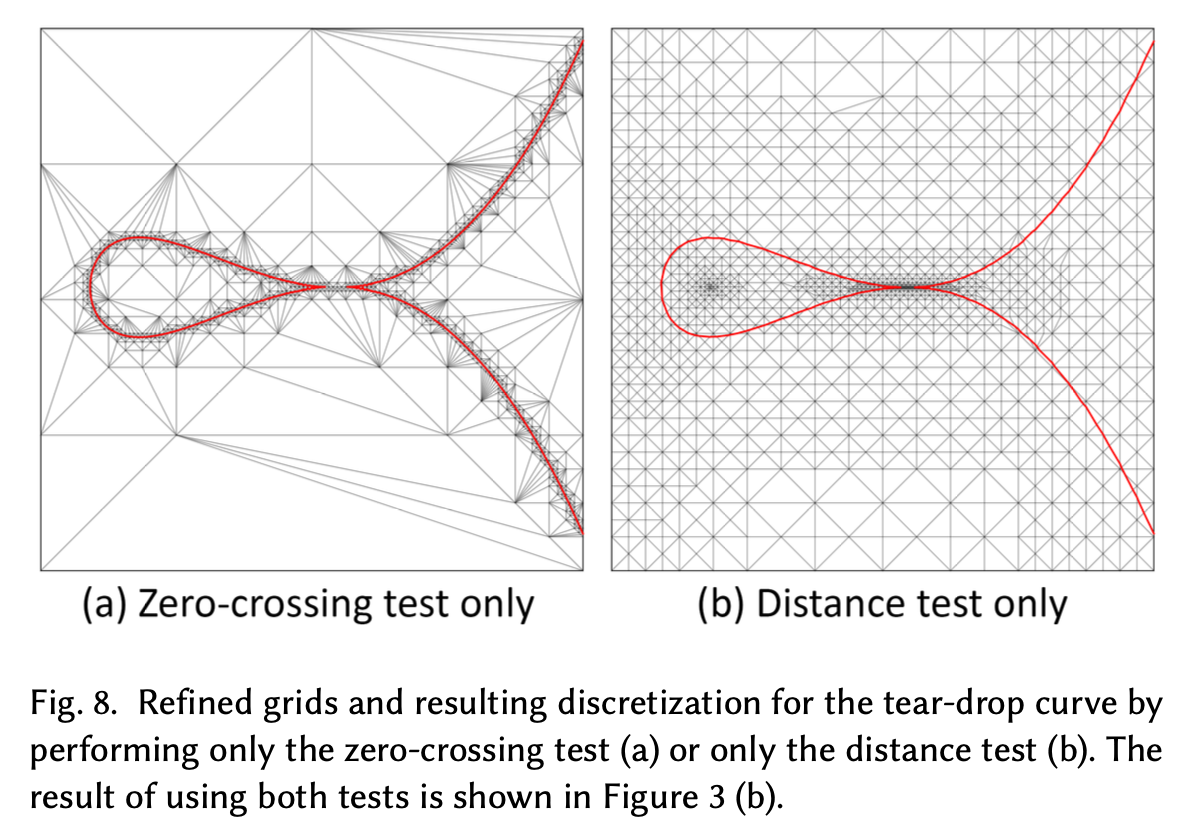 (a) Zero-crossing test only
(b) Distance test only
Fig. 8. Refined grids and resulting discretization for the tear-drop curve by
performing only the zero-crossing test (a) or only the distance test (b). The
result of using both tests is shown in Figure 3 (b).